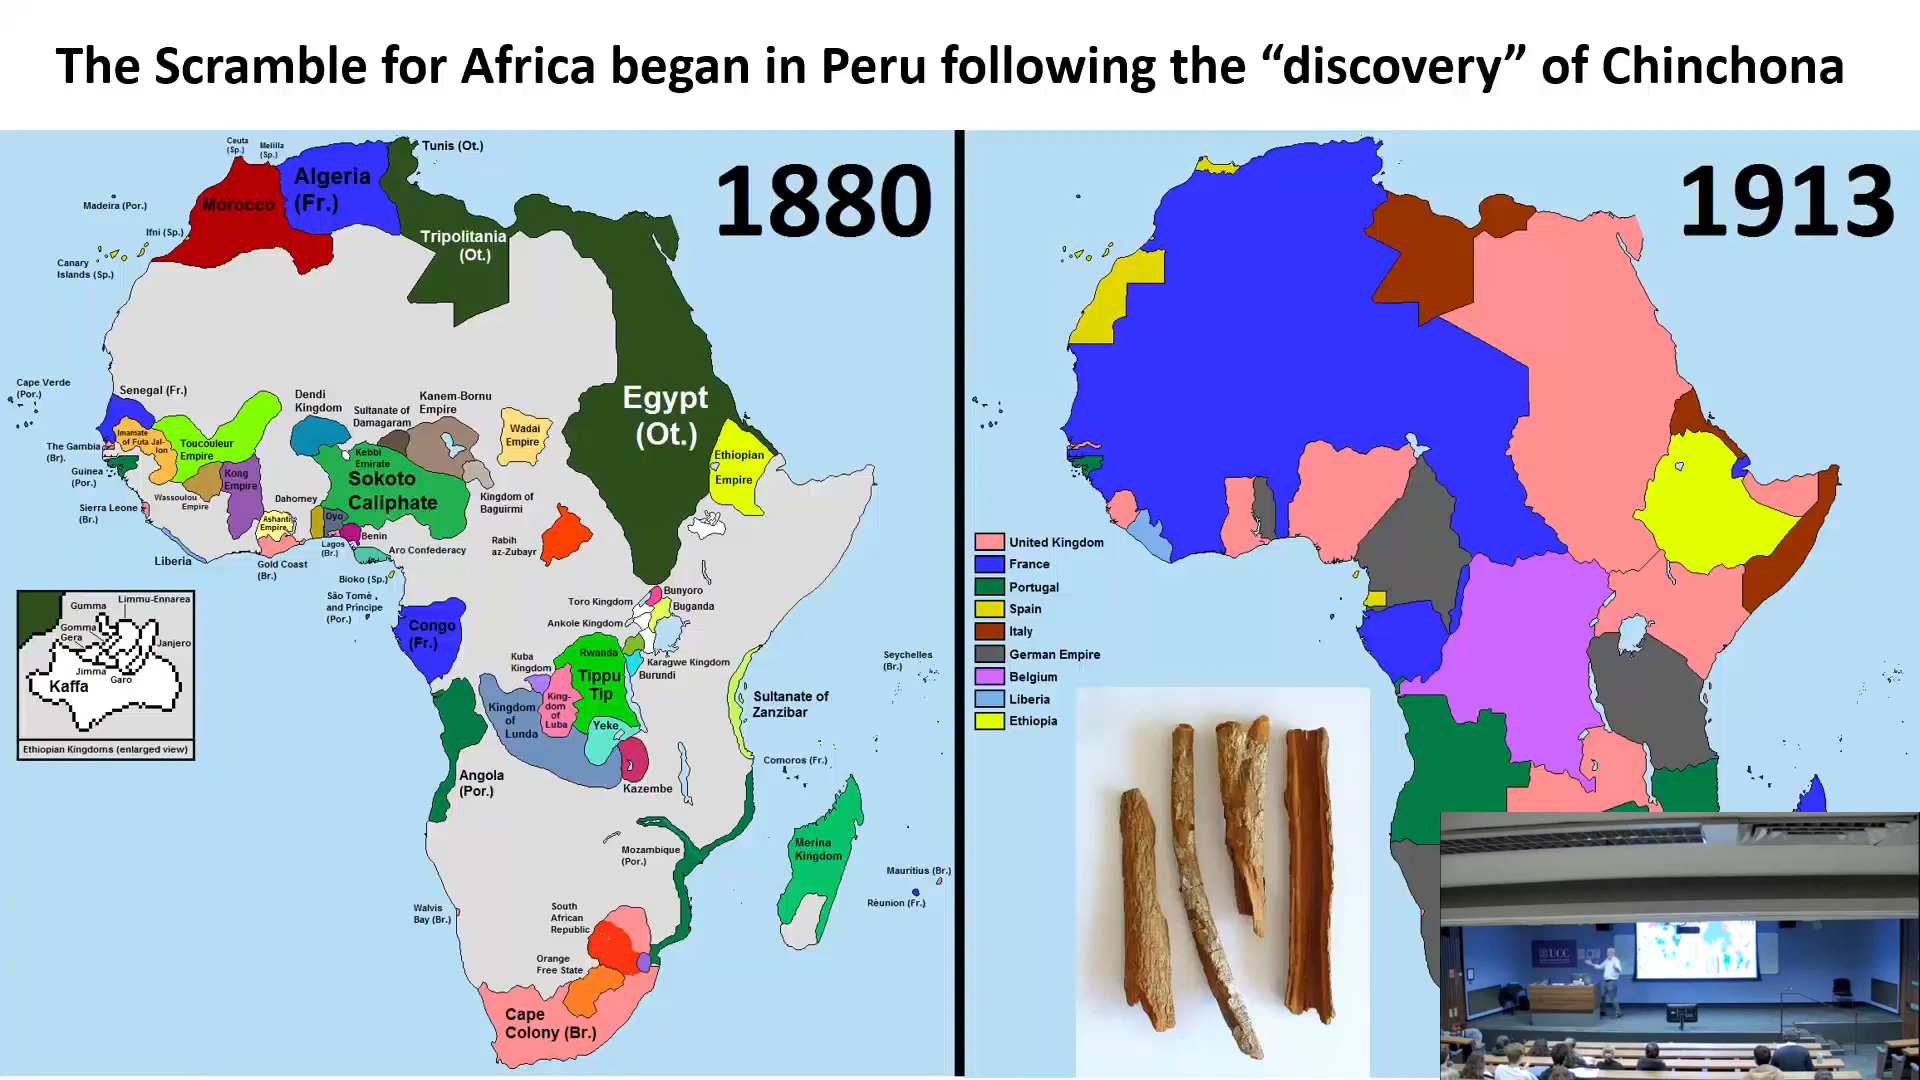 The Scramble for Africa began in Peru following the “discovery” of Chinchona
1880
Ceuta
(Sp.)
Melilla
(Sp.)
Tunis (Ot.)
Algeria
(Fr.)
Morocco
Madeira (Por.)
Ifni (Sp.)
Canary
Islands (Sp.)
Tripolitania
(Ot.)
Egypt
(Ot.)
Cape Verde
(Por.)
Senegal (Fr.)
Dendi
Kingdom
Sultanate of
Damagaram
Kanem-Bornu
Empire
Wadai
Empire
Imamate
of Futa Jal-
lon
Toucouleur
Empire
The Gambia
(Br).
Guinea
(Por.)
Kebbi
Emirate
Sokoto
Caliphate
Ethiopian
Empire
Kong
Empire
Wassoulou
Empire
Dahomey
Kingdom of
Baguirmi
Sierra Leone
(Br.)
Ashanti
Empire
Oyo
Benin
Lagos
(Br.)
Aro Confederacy
Rabih
az-Zubayr
Liberia
Gold Coast
(Br.)
Bioko (Sp.)
São Tomé
and Principe
(Por.)
Congo
(Fr.)
Toro Kingdom
Bunyoro
Buganda
Ankole Kingdom
Rwanda
Karagwe Kingdom
Burundi
Kuba
Kingdom
Tippu
Tip
King-
dom
of
Luba
Kingdom
of
Lunda
Yeke
Kazembe
Sultanate of
Zanzibar
Seychelles
(Br.)
Comoros (Fr.)
Angola
(Por.)
Mozambique
(Por.)
Merina
Kingdom
Mauritius (Br.)
Réunion (Fr.)
Walvis
Bay (Br.)
South
African
Republic
Orange
Free State
Cape
Colony (Br.)
Gumma
Limmu-Ennarea
Gomma
Gera
Janjero
Jimma
Garo
Kaffa
Ethiopian Kingdoms (enlarged view)
1913
United Kingdom
France
Portugal
Spain
Italy
German Empire
Belgium
Liberia
Ethiopia
UCC